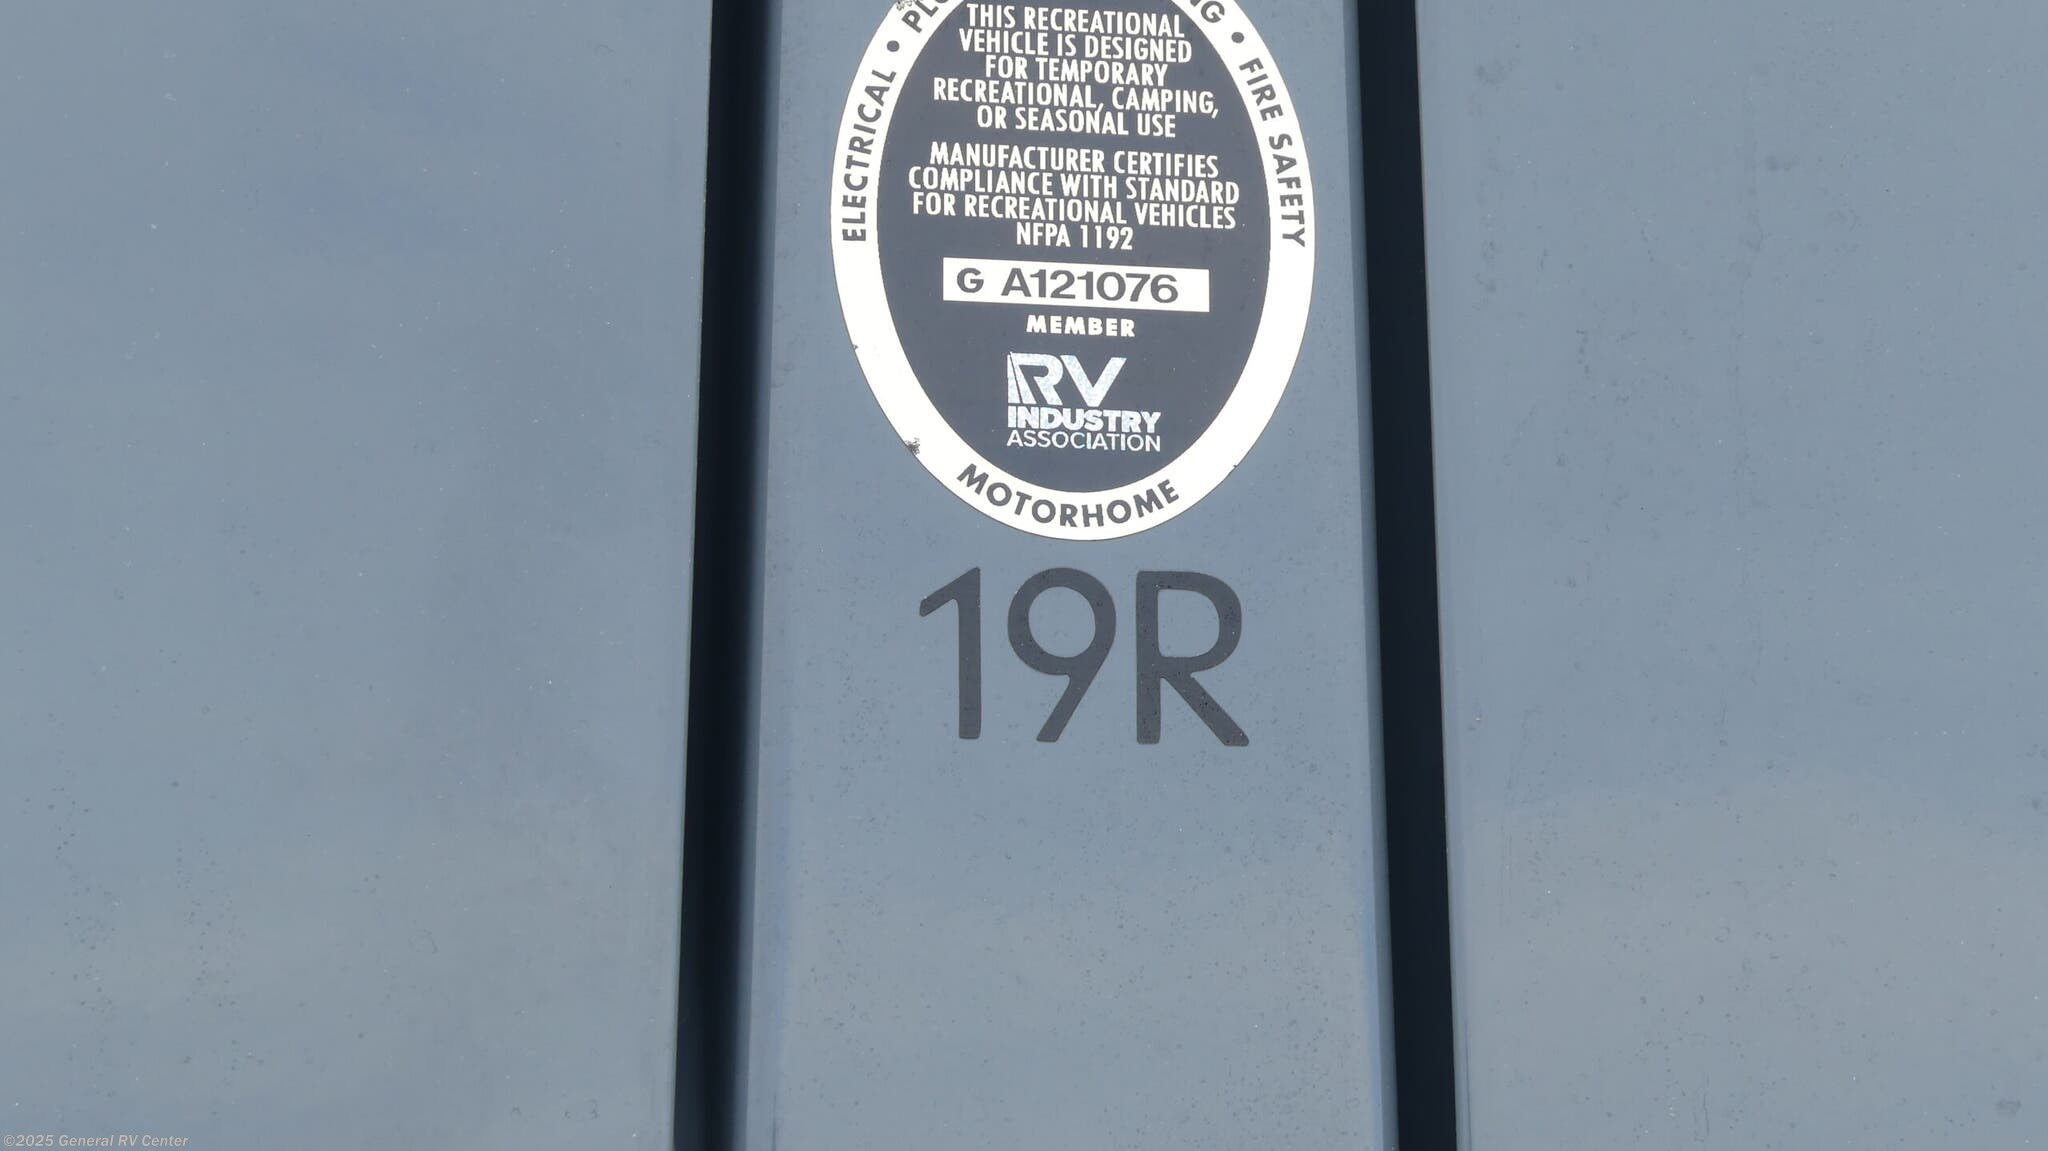 ELECTRICAL •
• FIRE SAFETY
THIS RECREATIONAL
VEHICLE IS DESIGNED
FOR TEMPORARY
RECREATIONAL, CAMPING,
OR SEASONAL USE
MANUFACTURER CERTIFIES
COMPLIANCE WITH STANDARD
FOR RECREATIONAL VEHICLES
NFPA 1192
G A121076
MEMBER
RV
INDUSTRY
ASSOCIATION
MOTORHOME
19R
©2025 General RV Center